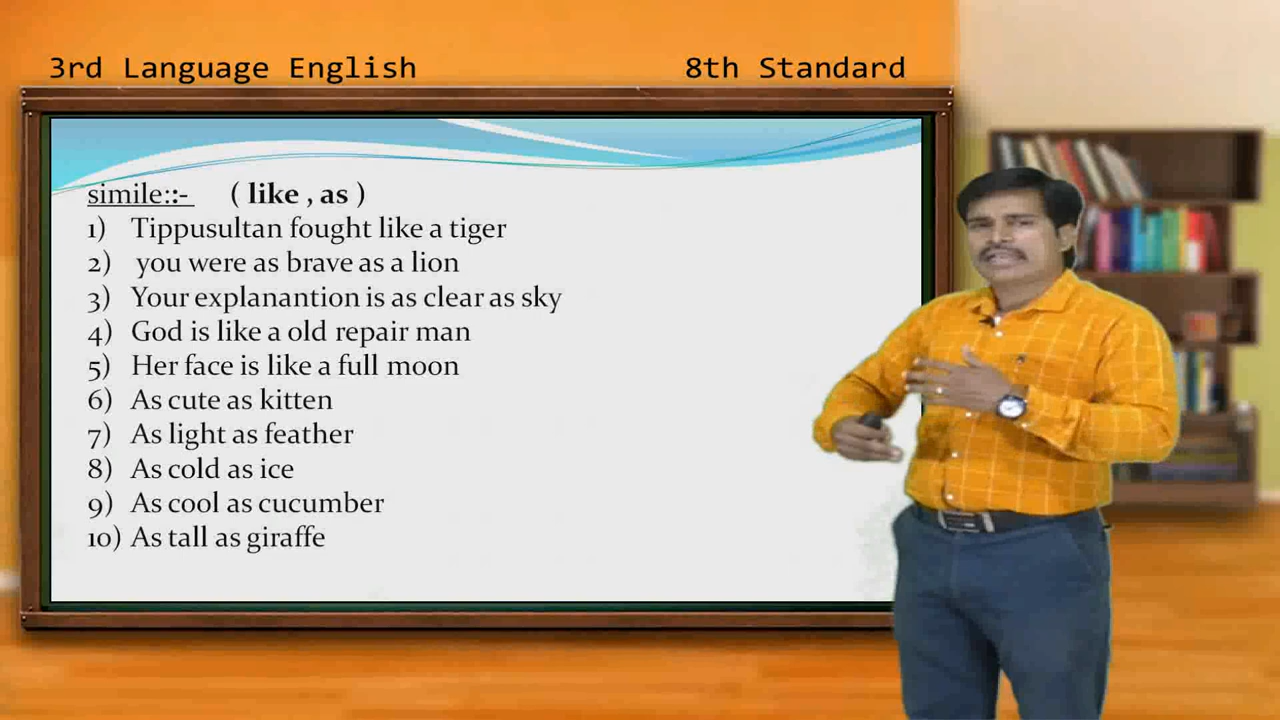 3rd Language English
8th Standard
simile::- ( like , as )
1) Tippusultan fought like a tiger
2) you were as brave as a lion
3) Your explanantion is as clear as sky
4) God is like a old repair man
5) Her face is like a full moon
6) As cute as kitten
7) As light as feather
8) As cold as ice
9) As cool as cucumber
10) As tall as giraffe